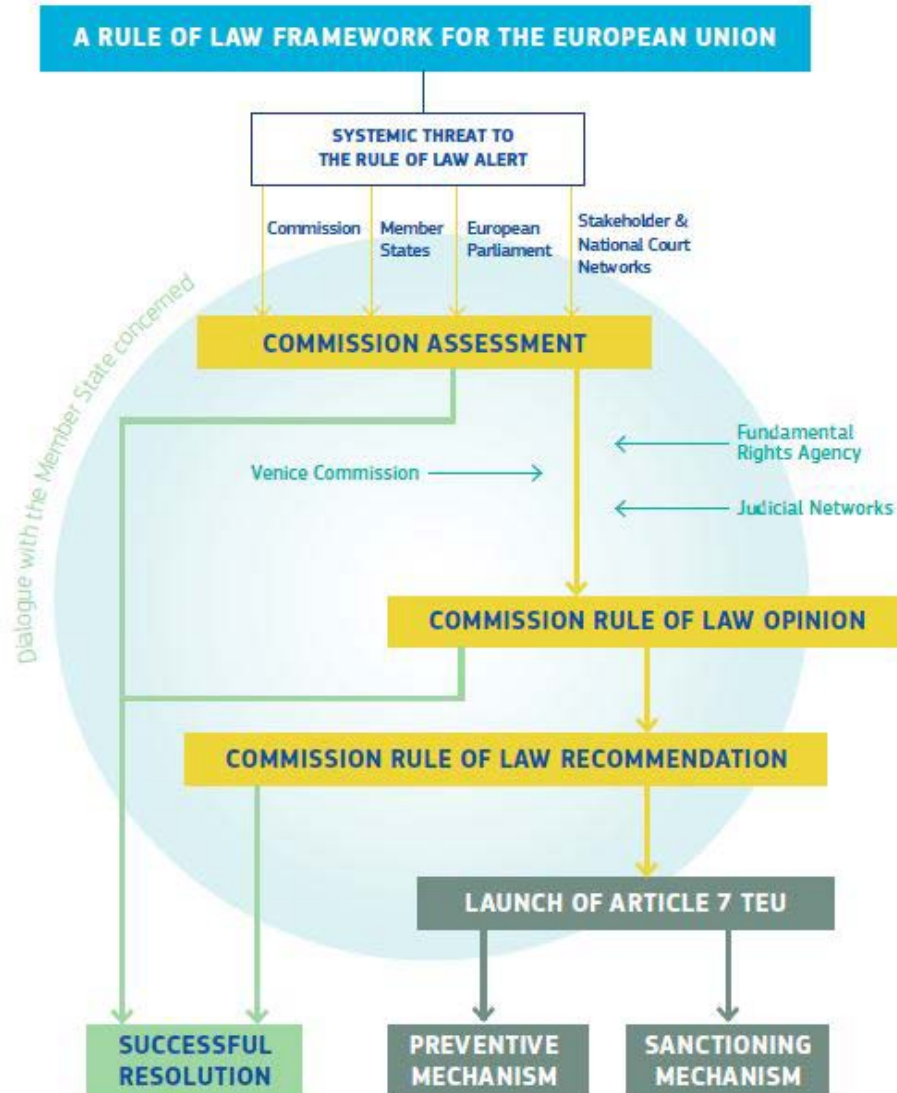 A RULE OF LAW FRAMEWORK FOR THE EUROPEAN UNION
SYSTEMIC THREAT TO
THE RULE OF LAW ALERT
Commission
Member
States
European
Parliament
Stakeholder &
National Court
Networks
Dialogue with the Member State concerned
COMMISSION ASSESSMENT
Venice Commission
Fundamental
Rights Agency
Judicial Networks
COMMISSION RULE OF LAW OPINION
COMMISSION RULE OF LAW RECOMMENDATION
LAUNCH OF ARTICLE 7 TEU
SUCCESSFUL
RESOLUTION
PREVENTIVE
MECHANISM
SANCTIONING
MECHANISM